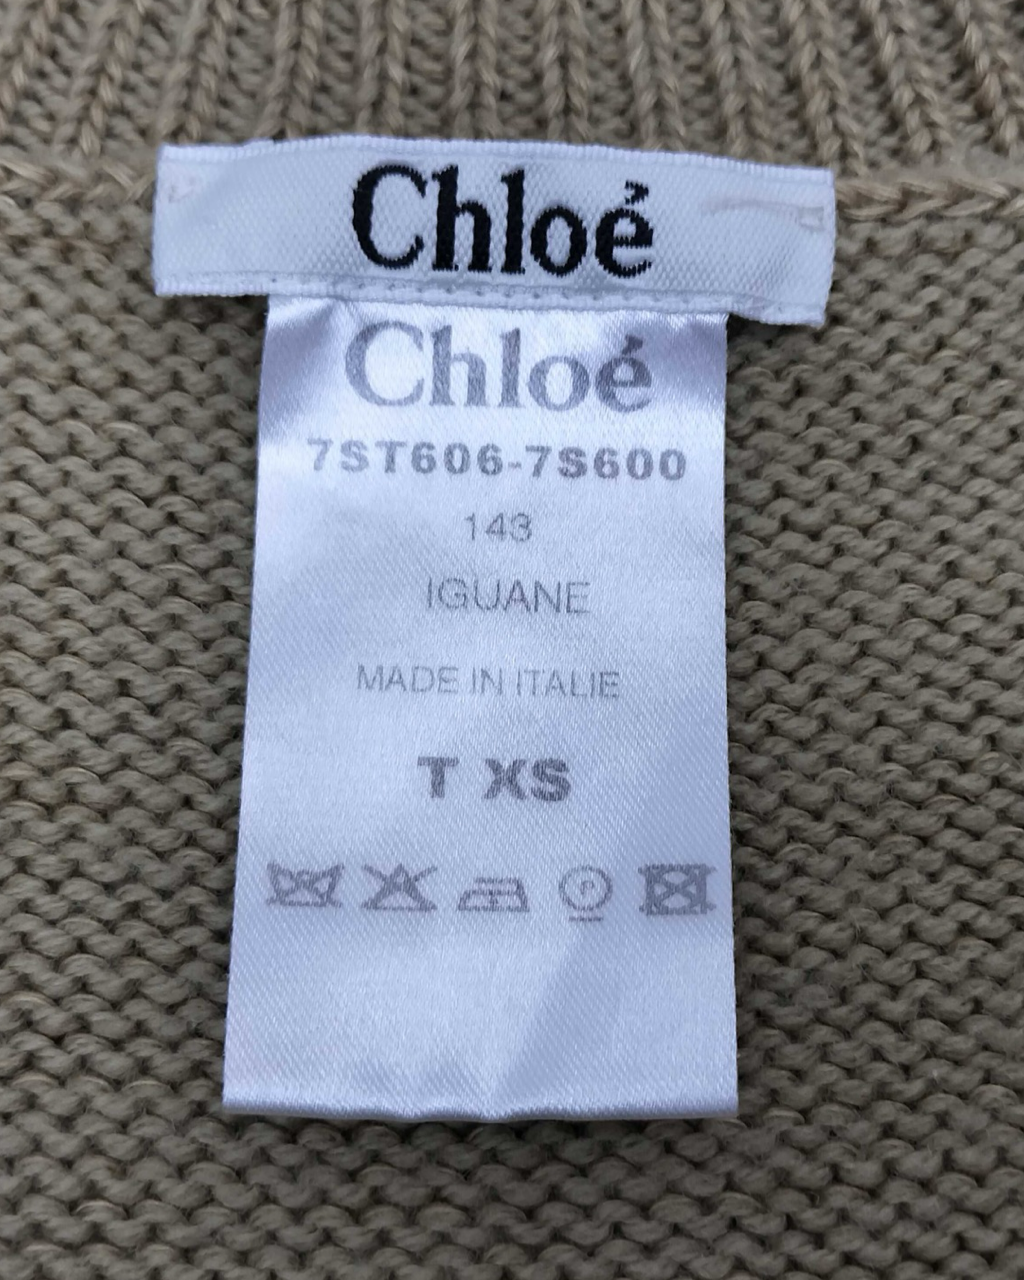 Chloé
Chloé
7ST606-7S600
143
IGUANE
MADE IN ITALIE
T XS
P